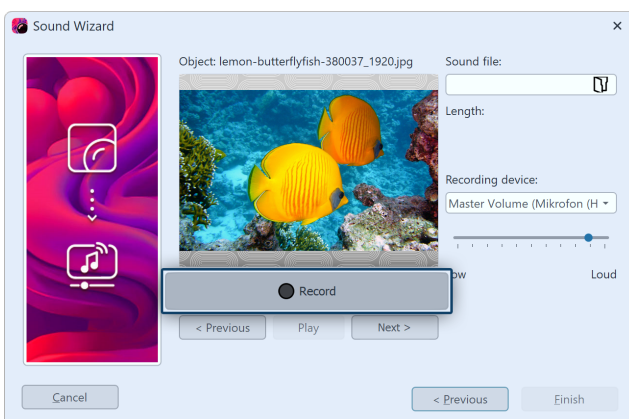 Sound Wizard
Object: lemon-butterflyfish-380037_1920.jpg
Sound file:
Length:
Recording device:
Master Volume (Mikrofon (H
Loud
Record
< Previous
Play
Next >
Cancel
< Previous
Finish